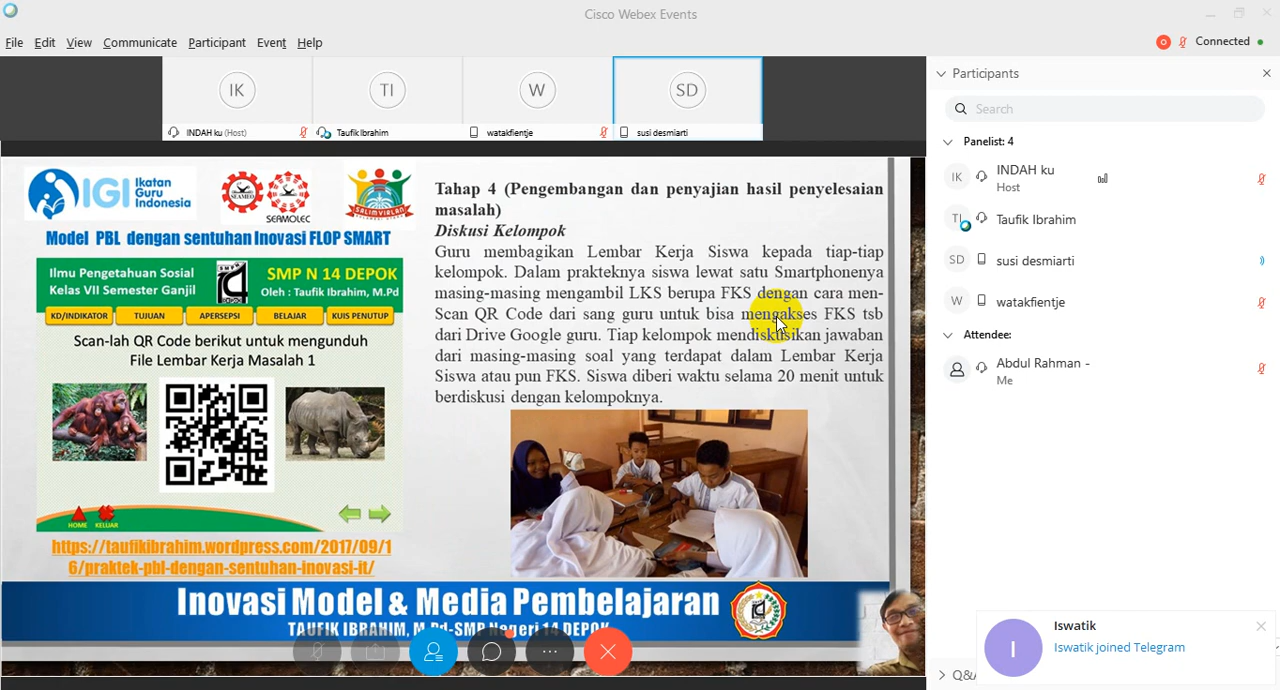 Cisco Webex Events
File Edit View Communicate Participant Event Help
Connected
IK
TI
W
SD
INDAH ku (Host)
Taufik Ibrahim
watakfientje
susi desmiarti
IGI Ikatan
Guru
Indonesia
SEAMEO
SEAMOLEC
SALIM VIRLAN
Model PBL dengan sentuhan Inovasi FLOP SMART
Ilmu Pengetahuan Sosial
Kelas VII Semester Ganjil
SMP N 14 DEPOK
Oleh : Taufik Ibrahim, M.Pd
KD/INDIKATOR TUJUAN APERSEPSI BELAJAR KUIS PENUTUP
Scan-lah QR Code berikut untuk mengunduh
File Lembar Kerja Masalah 1
HOME KELUAR
https://taufikibrahim.wordpress.com/2017/09/1
6/praktek-pbl-dengan-sentuhan-inovasi-it/
Tahap 4 (Pengembangan dan penyajian hasil penyelesaian
masalah)
Diskusi Kelompok
Guru membagikan Lembar Kerja Siswa kepada tiap-tiap
kelompok. Dalam prakteknya siswa lewat satu Smartphonenya
masing-masing mengambil LKS berupa FKS dengan cara men-
Scan QR Code dari sang guru untuk bisa mengakses FKS tsb
dari Drive Google guru. Tiap kelompok mendiskusikan jawaban
dari masing-masing soal yang terdapat dalam Lembar Kerja
Siswa atau pun FKS. Siswa diberi waktu selama 20 menit untuk
berdiskusi dengan kelompoknya.
Inovasi Model & Media Pembelajaran
TAUFIK IBRAHIM, M.Pd-SMP Negeri 14 DEPOK
Participants
Search
Panelist: 4
IK INDAH ku
Host
TI Taufik Ibrahim
SD susi desmiarti
W watakfientje
Attendee:
Abdul Rahman -
Me
I
Iswatik
Iswatik joined Telegram